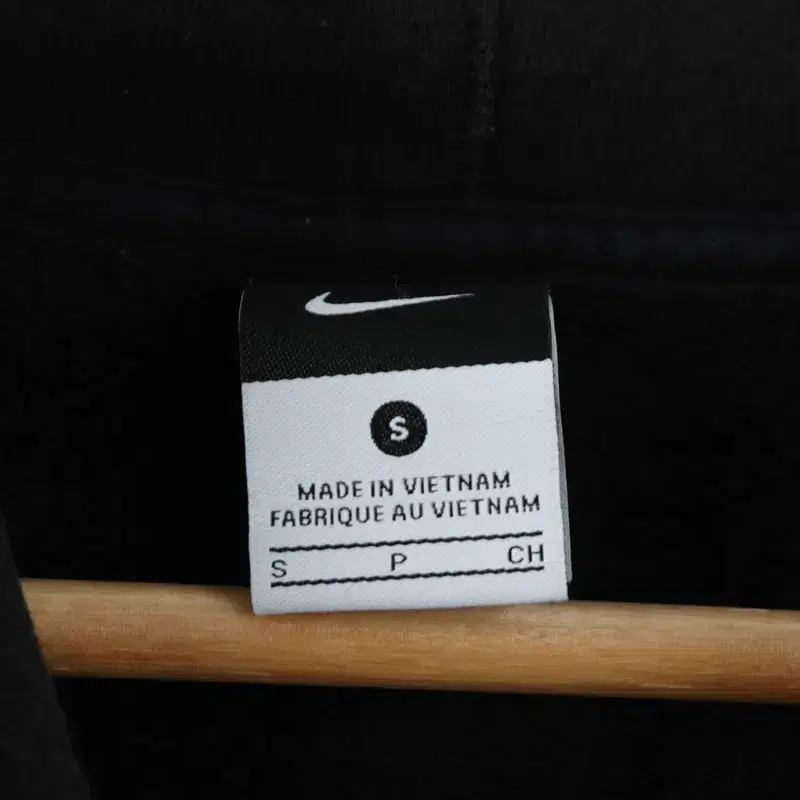 S
MADE IN VIETNAM
FABRIQUE AU VIETNAM
S P CH